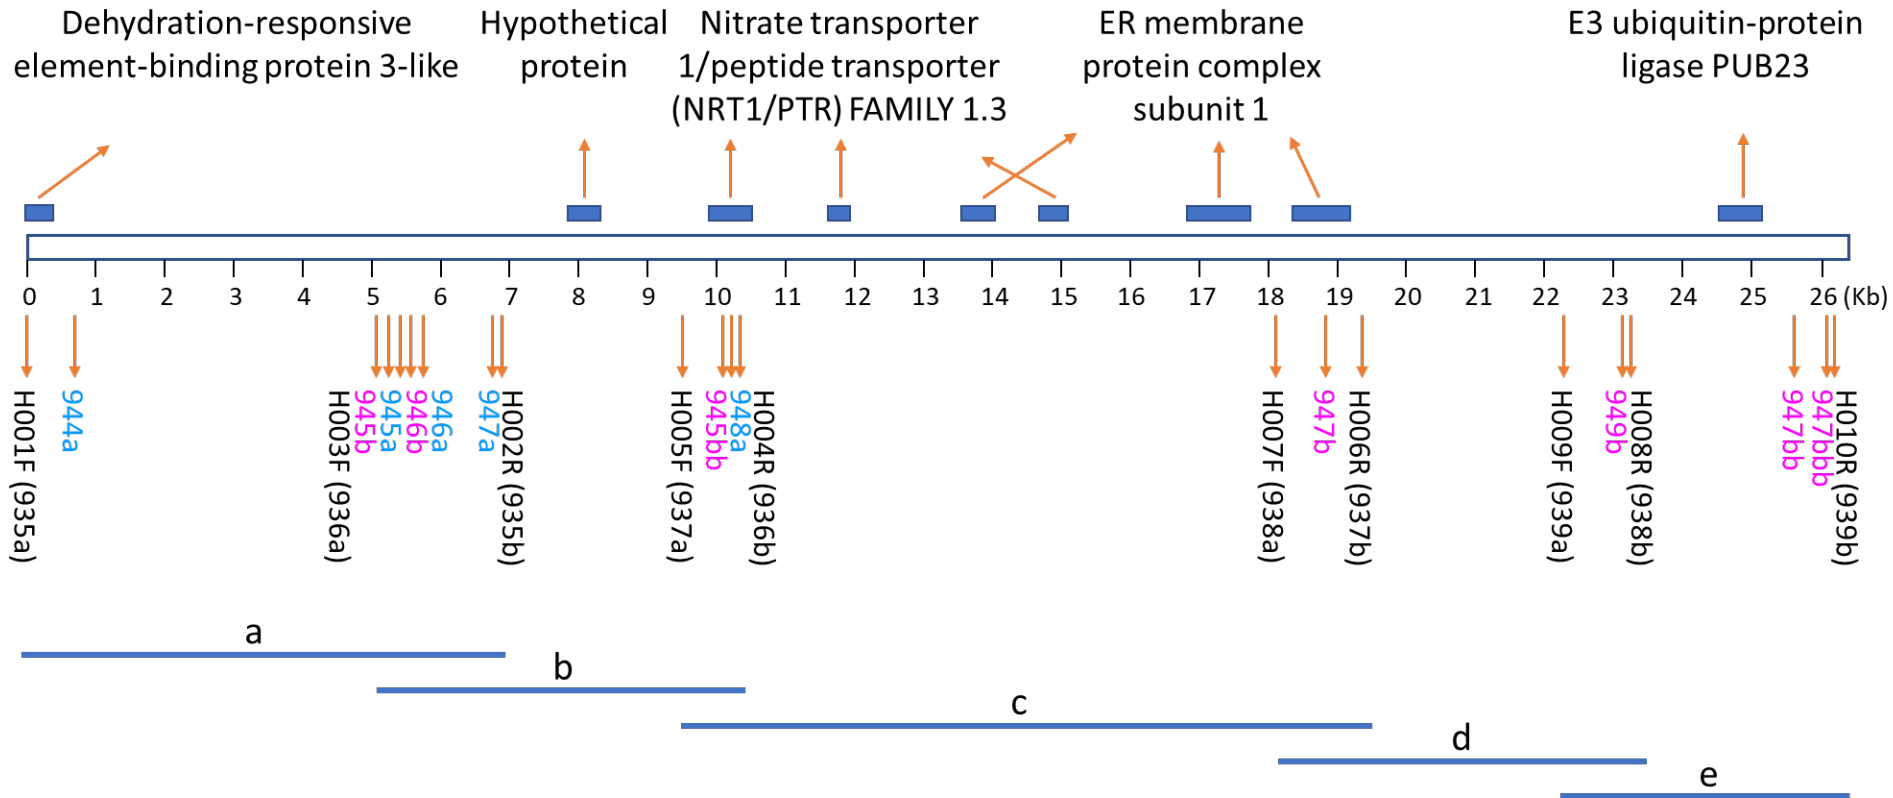 Dehydration-responsive
element-binding protein 3-like
Hypothetical
protein
Nitrate transporter
1/peptide transporter
(NRT1/PTR) FAMILY 1.3
ER membrane
protein complex
subunit 1
E3 ubiquitin-protein
ligase PUB23
0 1 2 3 4 5 6 7 8 9 10 11 12 13 14 15 16 17 18 19 20 21 22 23 24 25 26 (Kb)
H001F (935a)
944a
H003F (936a)
945b
945a
946b
946a
947a
H002R (935b)
H005F (937a)
945bb
948a
H004R (936b)
H007F (938a)
947b
H006R (937b)
H009F (939a)
949b
H008R (938b)
947bb
947bbb
H010R (939b)
a
b
c
d
e